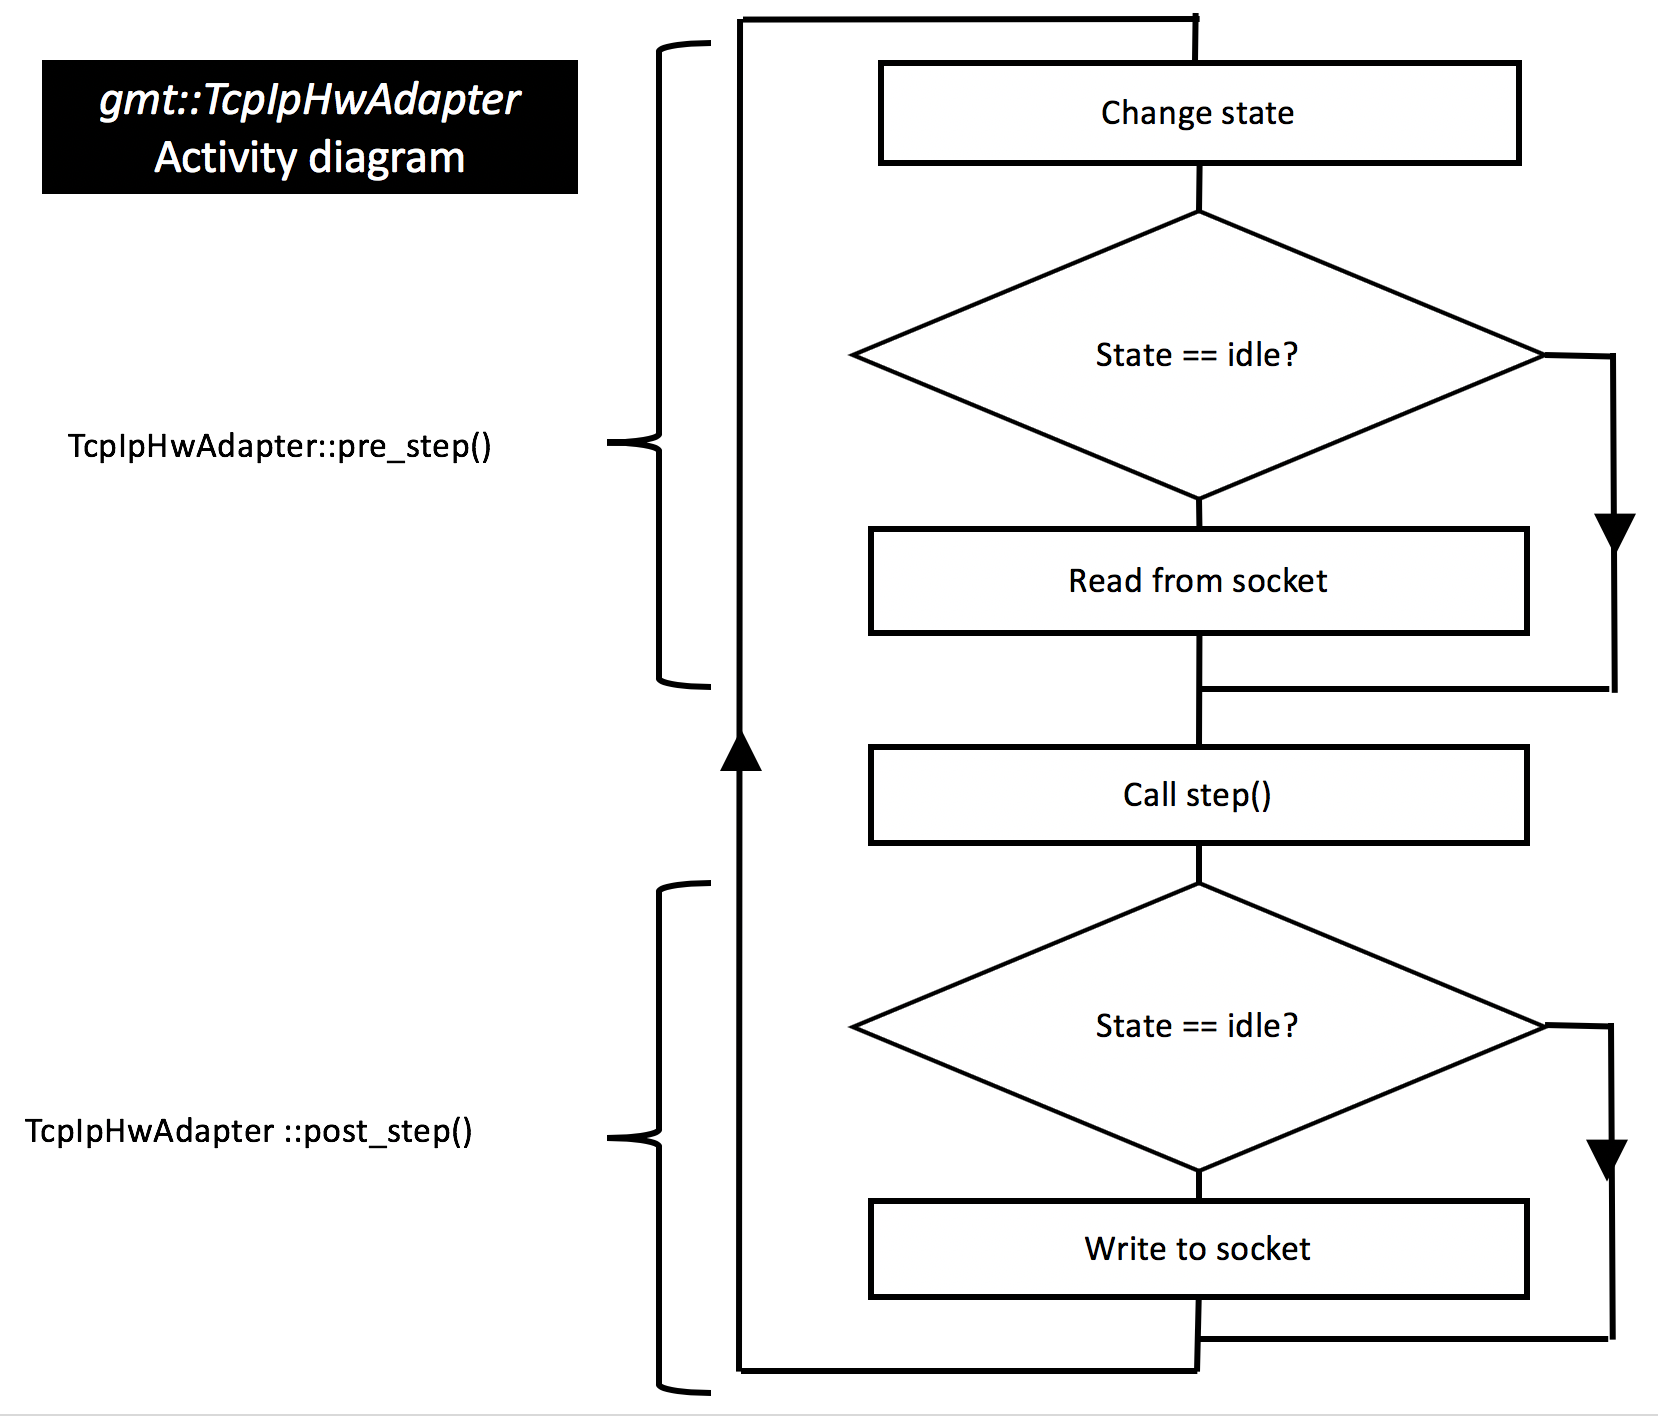 gmt::TcpIpHwAdapter
Activity diagram
Change state
State == idle?
TcpIpHwAdapter::pre_step()
Read from socket
Call step()
State == idle?
TcpIpHwAdapter ::post_step()
Write to socket